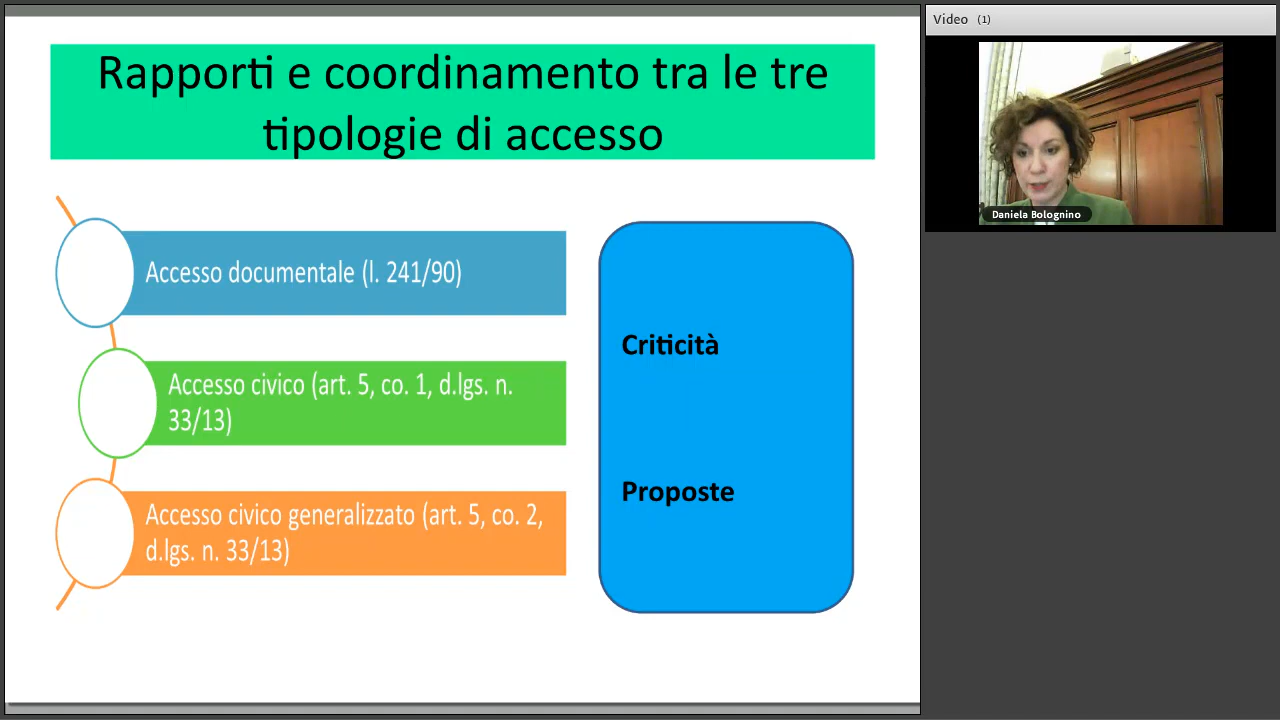 Rapporti e coordinamento tra le tre
tipologie di accesso
Accesso documentale (l. 241/90)
Accesso civico (art. 5, co. 1, d.lgs. n.
33/13)
Accesso civico generalizzato (art. 5, co. 2,
d.lgs. n. 33/13)
Criticità
Proposte
Video (1)
Daniela Bolognino